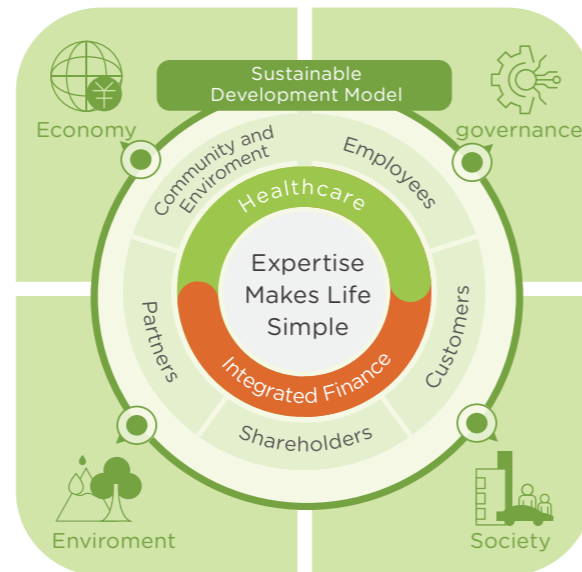 Sustainable
Development Model
Economy
governance
Community and
Enviroment
Employees
Healthcare
Expertise
Makes Life
Simple
Partners
Customers
Integrated Finance
Shareholders
Enviroment
Society
¥